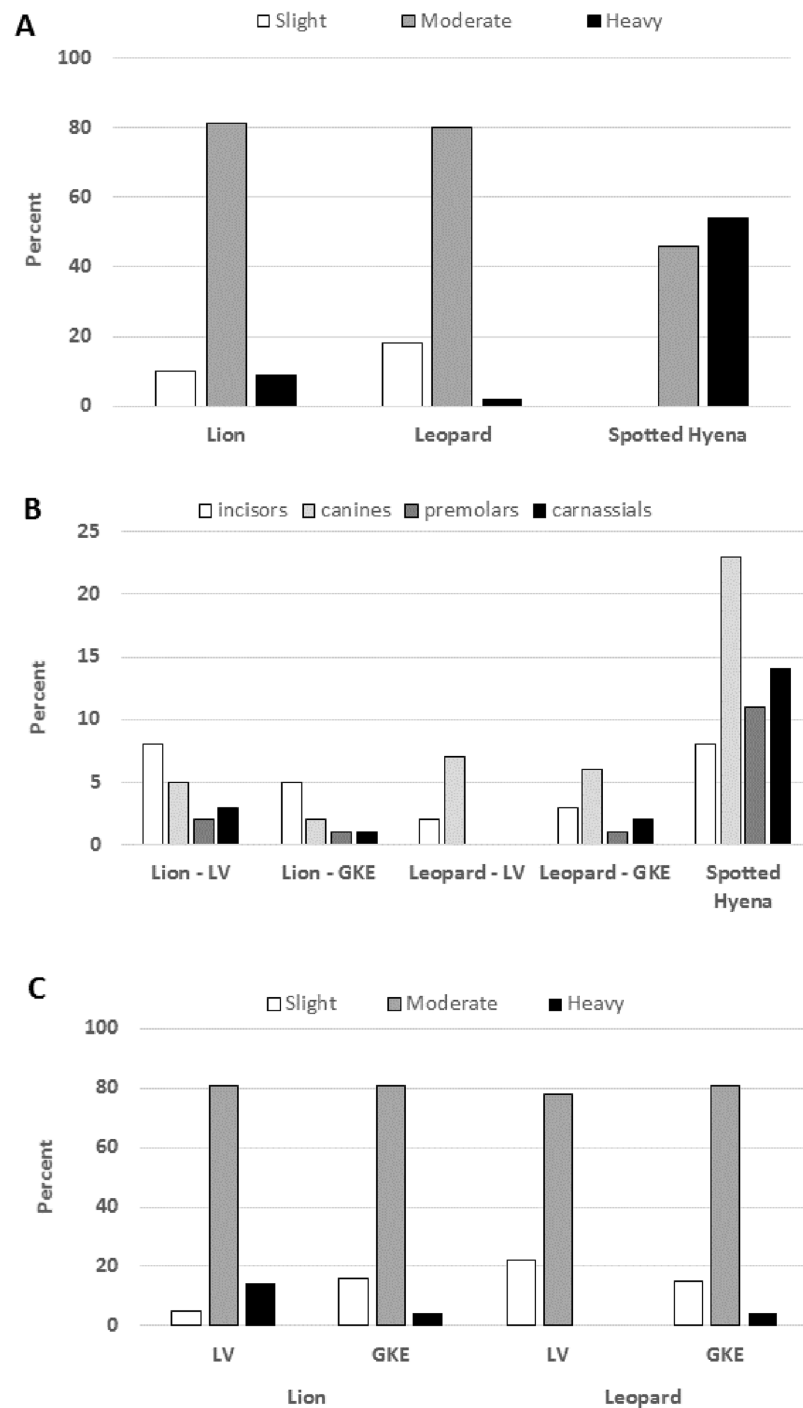 A
Slight Moderate Heavy
100
80
60
40
20
0
Percent
Lion Leopard Spotted Hyena
B
incisors canines premolars carnassials
25
20
15
10
5
0
Percent
Lion - LV Lion - GKE Leopard - LV Leopard - GKE Spotted
Hyena
C
Slight Moderate Heavy
100
80
60
40
20
0
Percent
LV GKE LV GKE
Lion Leopard